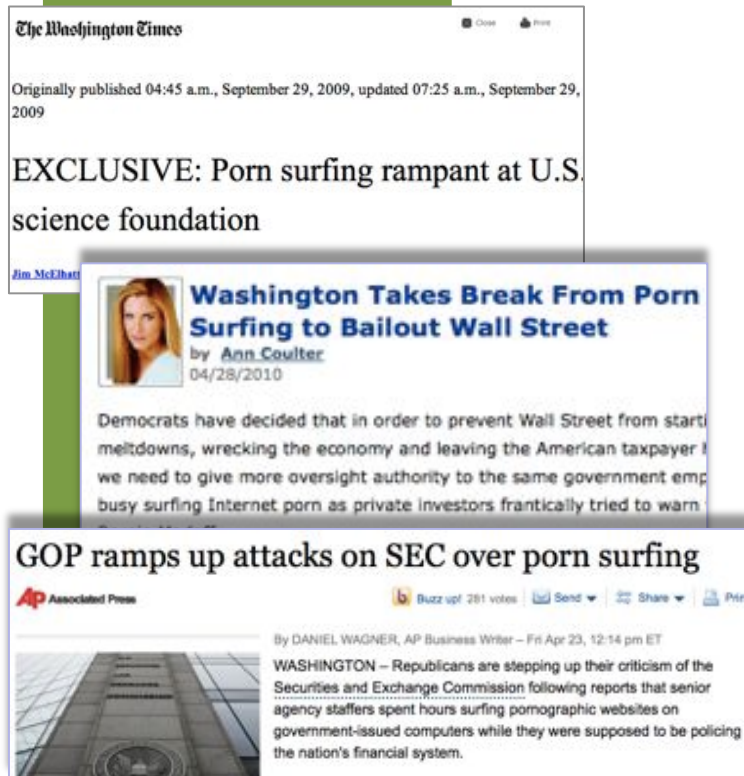 The Washington Times
Close Print
Originally published 04:45 a.m., September 29, 2009, updated 07:25 a.m., September 29,
2009
EXCLUSIVE: Porn surfing rampant at U.S.
science foundation
Jim
Washington Takes Break From Porn
Surfing to Bailout Wall Street
by Ann Coulter
04/28/2010
Democrats have decided that in order to prevent Wall Street from
meltdowns, wrecking the economy and leaving the American taxpayer
we need to give more oversight authority to the same government
busy surfing Internet porn as private investors frantically tried to warn
GOP ramps up attacks on SEC over porn surfing
AP Associated Press
Buzz up! 281 votes Send Share Print
By DANIEL WAGNER, AP Business Writer – Fri Apr 23, 12:14 pm ET
WASHINGTON – Republicans are stepping up their criticism of the
Securities and Exchange Commission following reports that senior
agency staffers spent hours surfing pornographic websites on
government-issued computers while they were supposed to be policing
the nation's financial system.